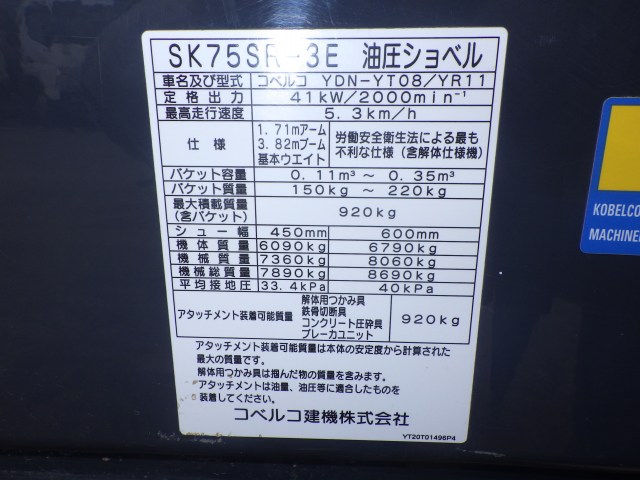 SK75SR-3E 油圧ショベル
車名及び型式 コベルコ YDN-YT08/YR11
定格出力 41kW/2000min⁻¹
最高走行速度 5.3km/h
仕様 1.71mアーム 3.82mブーム 基本ウエイト 労働安全衛生法による最も不利な仕様(含解体仕様機)
バケット容量 0.11m³ ~ 0.35m³
バケット質量 150kg ~ 220kg
最大積載質量
(含バケット) 920kg
シュー幅 450mm 600mm
機体質量 6090kg 6790kg
機械質量 7360kg 8060kg
機械総質量 7890kg 8690kg
平均接地圧 33.4kPa 40kPa
アタッチメント装着可能質量 解体用つかみ具 鉄骨切断具 コンクリート圧砕具 ブレーカユニット 920kg
アタッチメント装着可能質量は本体の安定度から計算された
最大の質量です。
解体用つかみ具は掴んだ物の質量を含みます。
アタッチメントは油量、油圧等に適合したものを
装着してください。
コベルコ建機株式会社
YT20T01496P4
KOBELCO
MACHINE